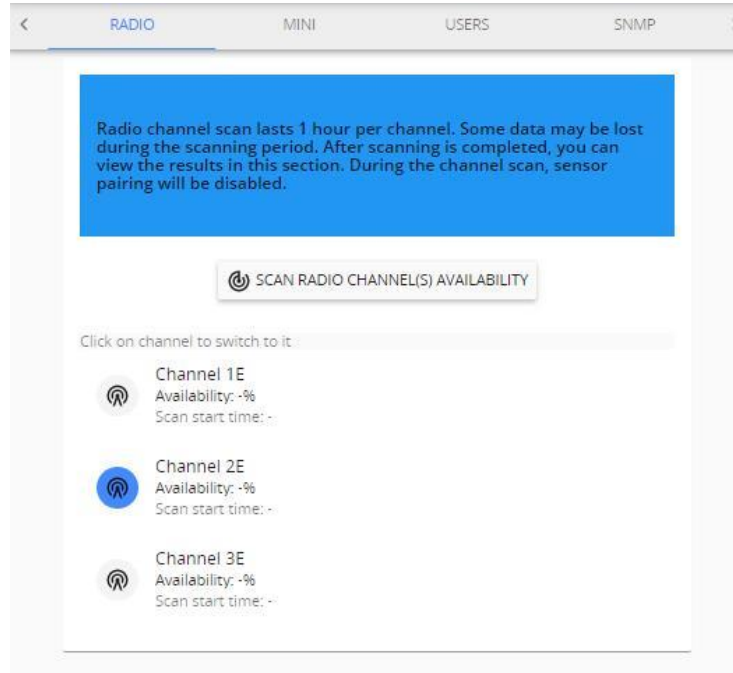 RADIO MINI USERS SNMP
Radio channel scan lasts 1 hour per channel. Some data may be lost
during the scanning period. After scanning is completed, you can
view the results in this section. During the channel scan, sensor
pairing will be disabled.
SCAN RADIO CHANNEL(S) AVAILABILITY
Click on channel to switch to it
Channel 1E
Availability: -%
Scan start time: -
Channel 2E
Availability: -%
Scan start time: -
Channel 3E
Availability: -%
Scan start time: -